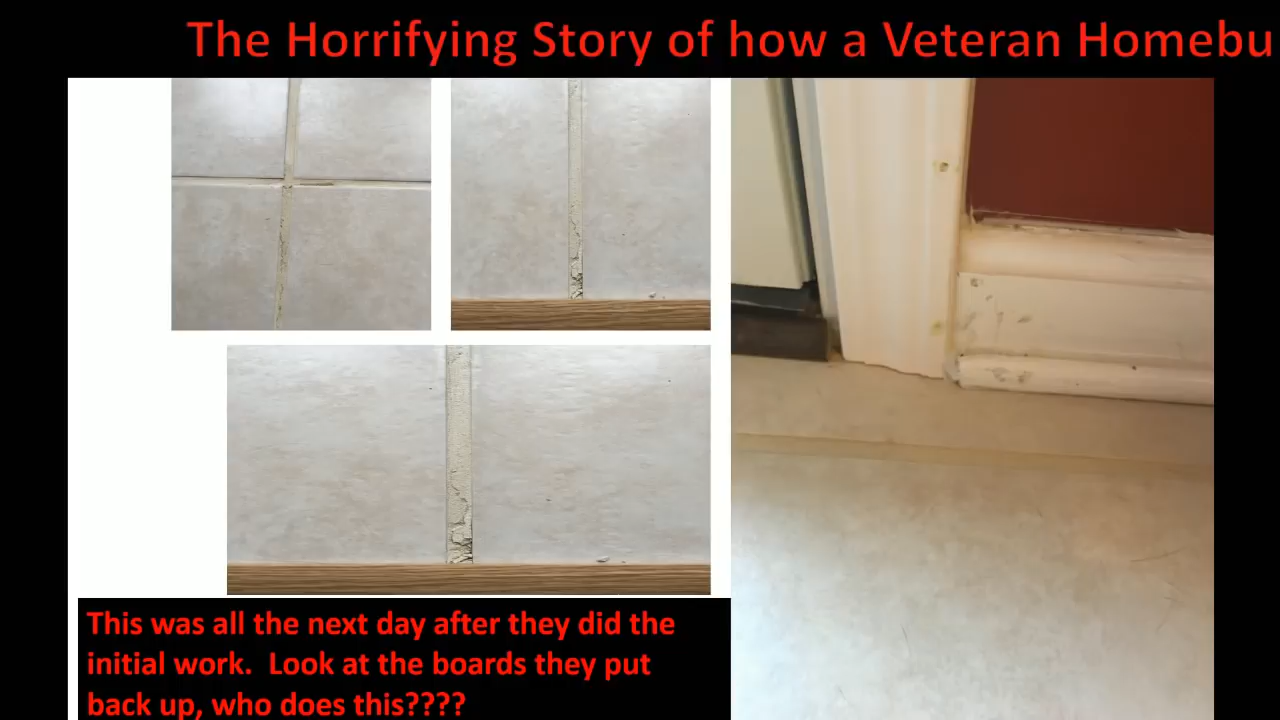 The Horrifying Story of how a Veteran Homebu
This was all the next day after they did the
initial work. Look at the boards they put
back up, who does this????